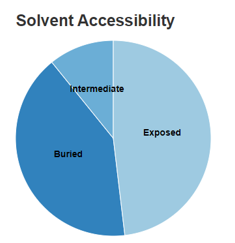 Solvent Accessibility
Intermediate
Exposed
Buried